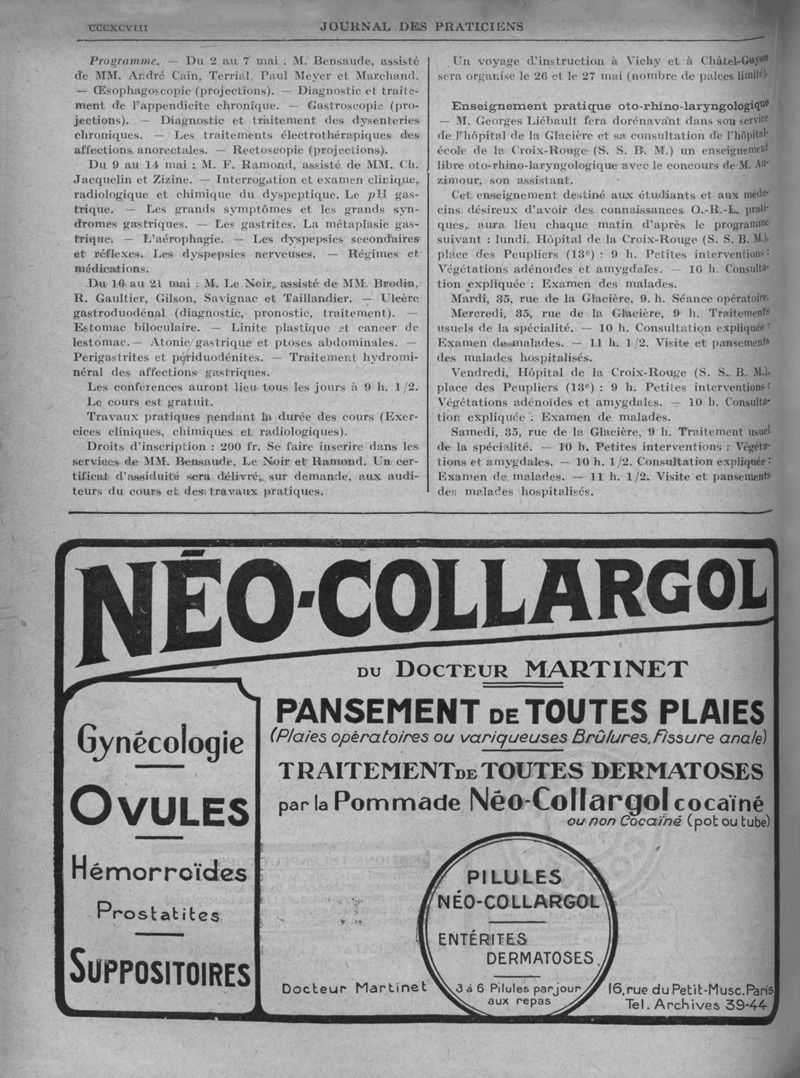 CCCXCVIII
JOURNAL DES PRATICIENS
Programme. — Du 2 au 7 mai : M. Bensaude, assisté
de MM. André Cain, Terrial, Paul Meyer et Marchand.
— Œsophagoscopie (projections). — Diagnostic et traite-
ment de l'appendicite chronique. — Gastroscopie (pro-
jections). — Diagnostic et traitement des dysenteries
chroniques. — Les traitements électrothérapiques des
affections anorectales. — Rectoscopie (projections).
Du 9 au 14 mai : M. F. Ramond, assisté de MM. Ch.
Jacquelin et Zizine. — Interrogation et examen clinique,
radiologique et chimique du dyspeptique. Le pH gas-
trique. — Les grands symptômes et les grands syn-
dromes gastriques. — Les gastrites. La métaplasie gas-
trique. — L'aérophagie. — Les dyspepsies secondaires
et réflexes. Les dyspepsies nerveuses. — Régimes et
médications.
Du 16 au 21 mai : M. Le Noir, assisté de MM. Brodin,
R. Gaultier, Gilson, Savignac et Taillandier. — Ulcère
gastroduodénal (diagnostic, pronostic, traitement). —
Estomac biloculaire. — Linite plastique et cancer de
lestomac. — Atonie gastrique et ptoses abdominales. —
Périgastrites et périduodénites. — Traitement hydromi-
néral des affections gastriques.
Les conférences auront lieu tous les jours à 9 h. 1/2.
Le cours est gratuit.
Travaux pratiques pendant la durée des cours (Exer-
cices cliniques, chimiques et radiologiques).
Droits d'inscription : 200 fr. Se faire inscrire dans les
services de MM. Bensaude, Le Noir et Ramond. Un cer-
tificat d'assiduité sera délivré, sur demande, aux audi-
teurs du cours et des travaux pratiques.
Un voyage d'instruction à Vichy et à Châtel-Guyon
sera organise le 26 et le 27 mai (nombre de palces limité).
Enseignement pratique oto-rhino-laryngologique
— M. Georges Liébault fera dorénavant dans son service
de l'hôpital de la Glacière et sa consultation de l'hôpital-
école de la Croix-Rouge (S. S. B. M.) un enseignement
libre oto-rhino-laryngologique avec le concours de M. Au-
zimour, son assistant.
Cet enseignement destiné aux étudiants et aux méde-
cins désireux d'avoir des connaissances O.-R.-L. prati-
ques, aura lieu chaque matin d'après le programme
suivant : lundi. Hôpital de la Croix-Rouge (S. S. B. M.),
place des Peupliers (13e) : 9 h. Petites interventions :
Végétations adénoïdes et amygdales. — 10 h. Consulta-
tion expliquée : Examen des malades.
Mardi, 35, rue de la Glacière, 9. h. Séance opératoire.
Mercredi, 35, rue de la Glacière, 9 h. Traitements
usuels de la spécialité. — 10 h. Consultation expliquée :
Examen de malades. — 11 h. 1/2. Visite et pansements
des malades hospitalisés.
Vendredi, Hôpital de la Croix-Rouge (S. S. B. M.),
place des Peupliers (13e) : 9 h. Petites interventions :
Végétations adénoïdes et amygdales. — 10 h. Consulta-
tion expliquée : Examen de malades.
Samedi, 35, rue de la Glacière, 9 h. Traitement usuel
de la spécialité. — 10 h. Petites interventions : Végéta-
tions et amygdales. — 10 h. 1/2. Consultation expliquée :
Examen de malades. — 11 h. 1/2. Visite et pansements
des malades hospitalisés.
NÉO-COLLARGOL
DU DOCTEUR MARTINET
Gynécologie
OVULES
Hémorroïdes
Prostatites
SUPPOSITOIRES
PANSEMENT DE TOUTES PLAIES
(Plaies opératoires ou variqueuses Brûlures, Fissure anale)
TRAITEMENT DE TOUTES DERMATOSES
par la Pommade Néo-Collargol cocaïné
ou non Cocaïné (pot ou tube)
PILULES
NÉO-COLLARGOL
ENTÉRITES
DERMATOSES
3 à 6 Pilules par jour
aux repas
Docteur Martinet
16, rue du Petit-Musc. Paris
Tel. Archives 39-44